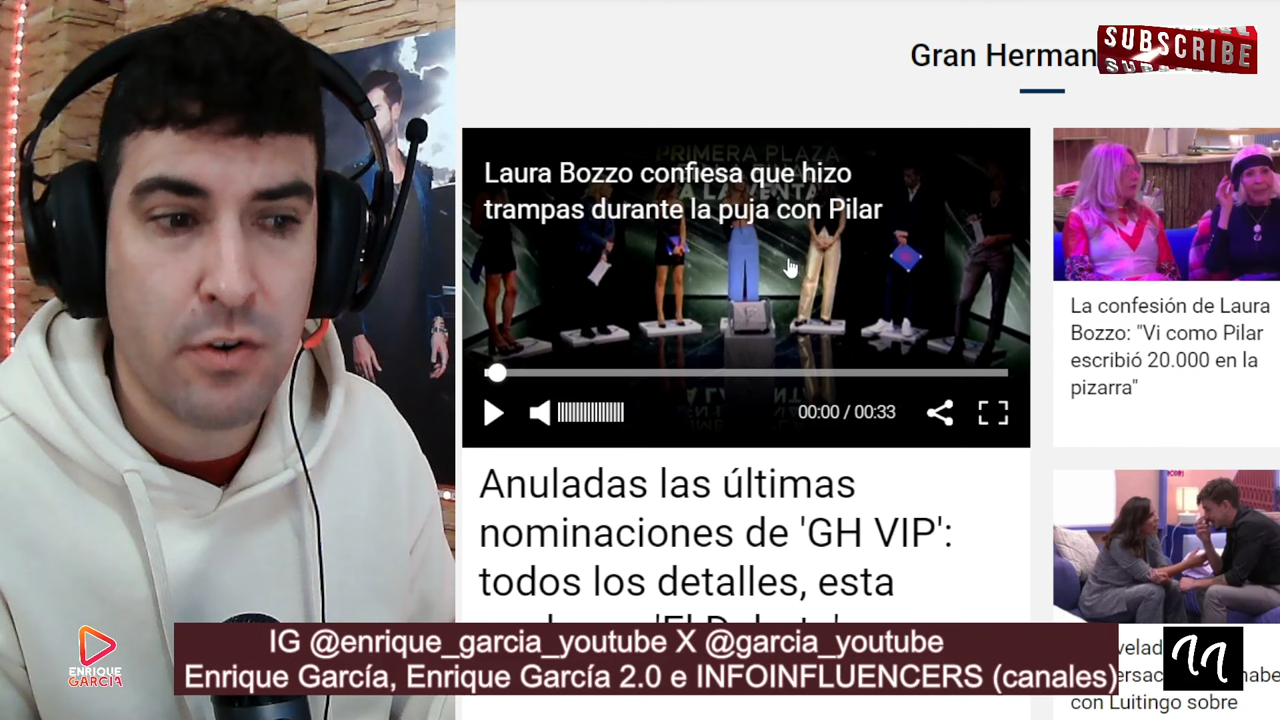 Gran Herman
SUBSCRIBE
PRIMERA PLAZA
A LA VENTA
Laura Bozzo confiesa que hizo
trampas durante la puja con Pilar
00:00 / 00:33
Anuladas las últimas
nominaciones de 'GH VIP':
todos los detalles, esta
La confesión de Laura
Bozzo: "Vi como Pilar
escribió 20.000 en la
pizarra"
con Luitingo sobre
IG @enrique_garcia_youtube X @garcia_youtube
Enrique García, Enrique García 2.0 e INFOINFLUENCERS (canales)
ENRIQUE
GARCIA